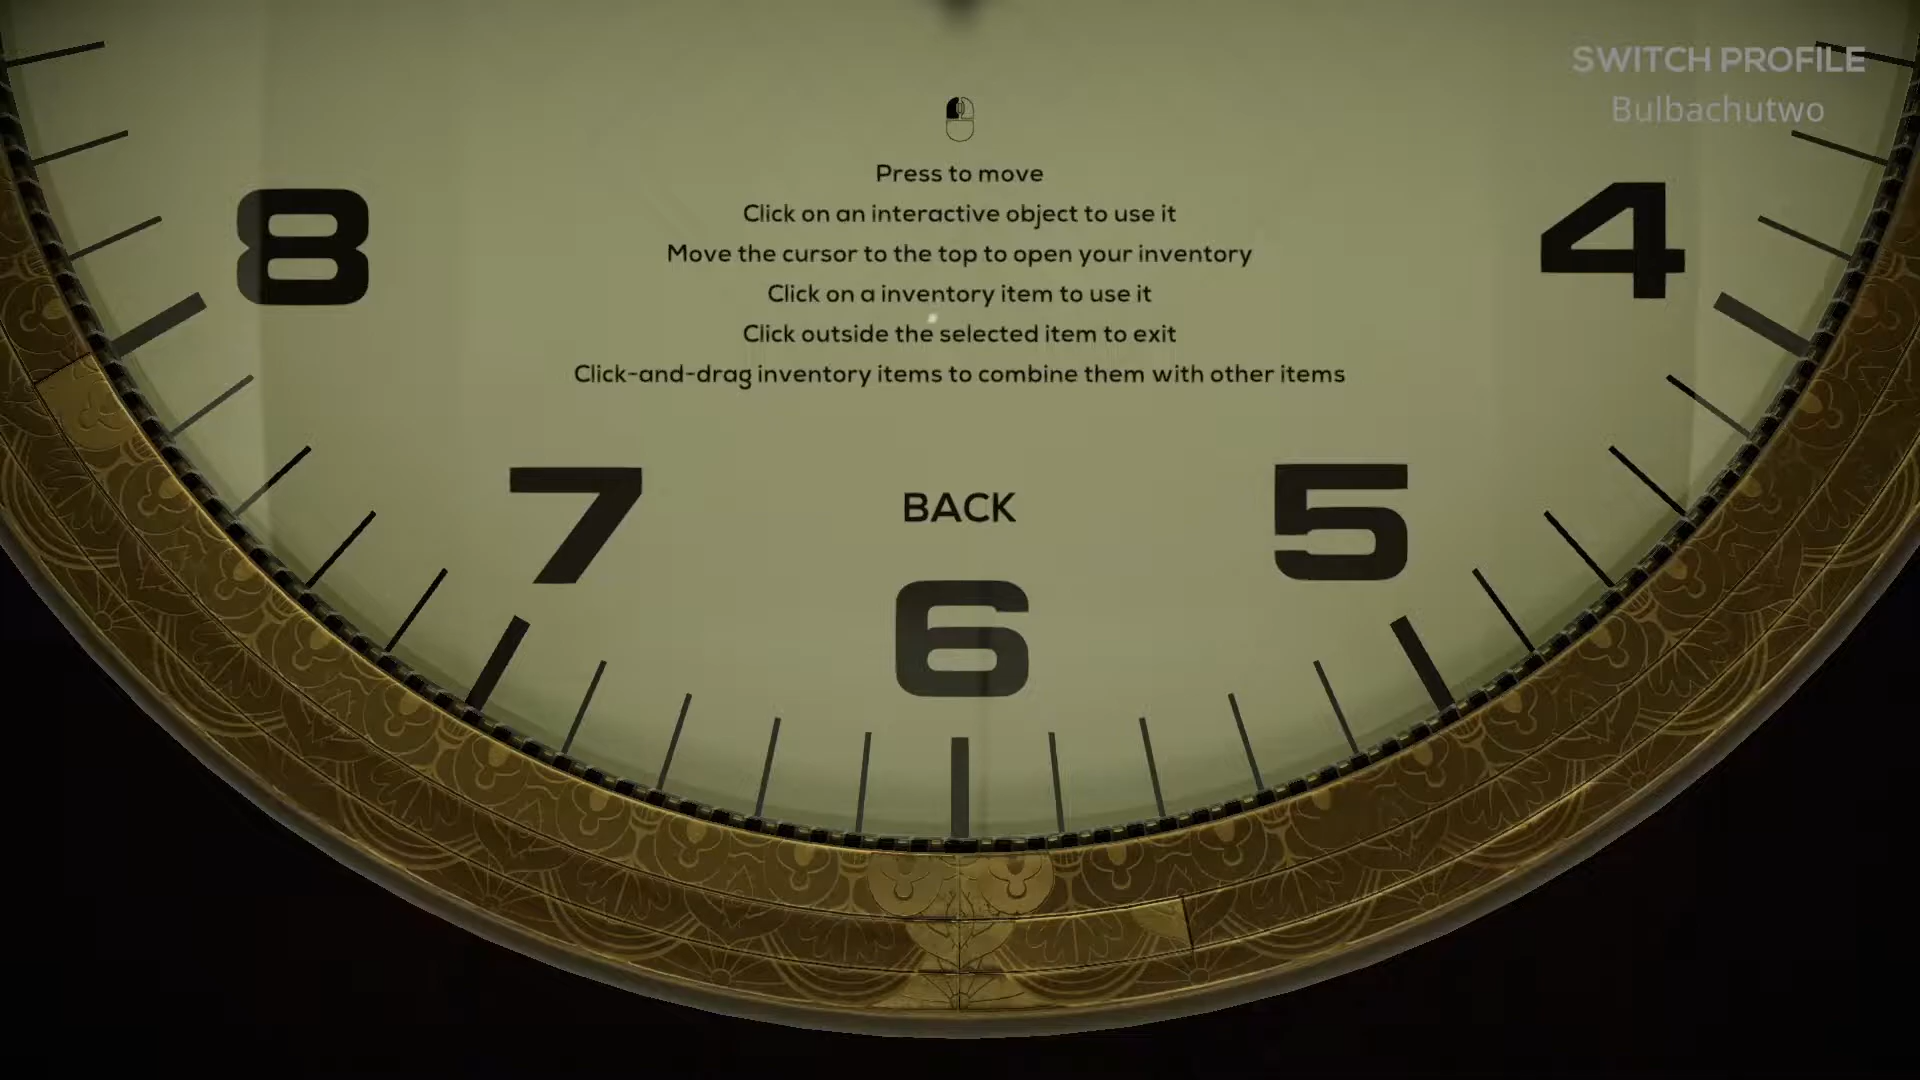 SWITCH PROFILE
Bulbachutwo
Press to move
Click on an interactive object to use it
Move the cursor to the top to open your inventory
Click on a inventory item to use it
Click outside the selected item to exit
Click-and-drag inventory items to combine them with other items
8
4
7
BACK
5
6